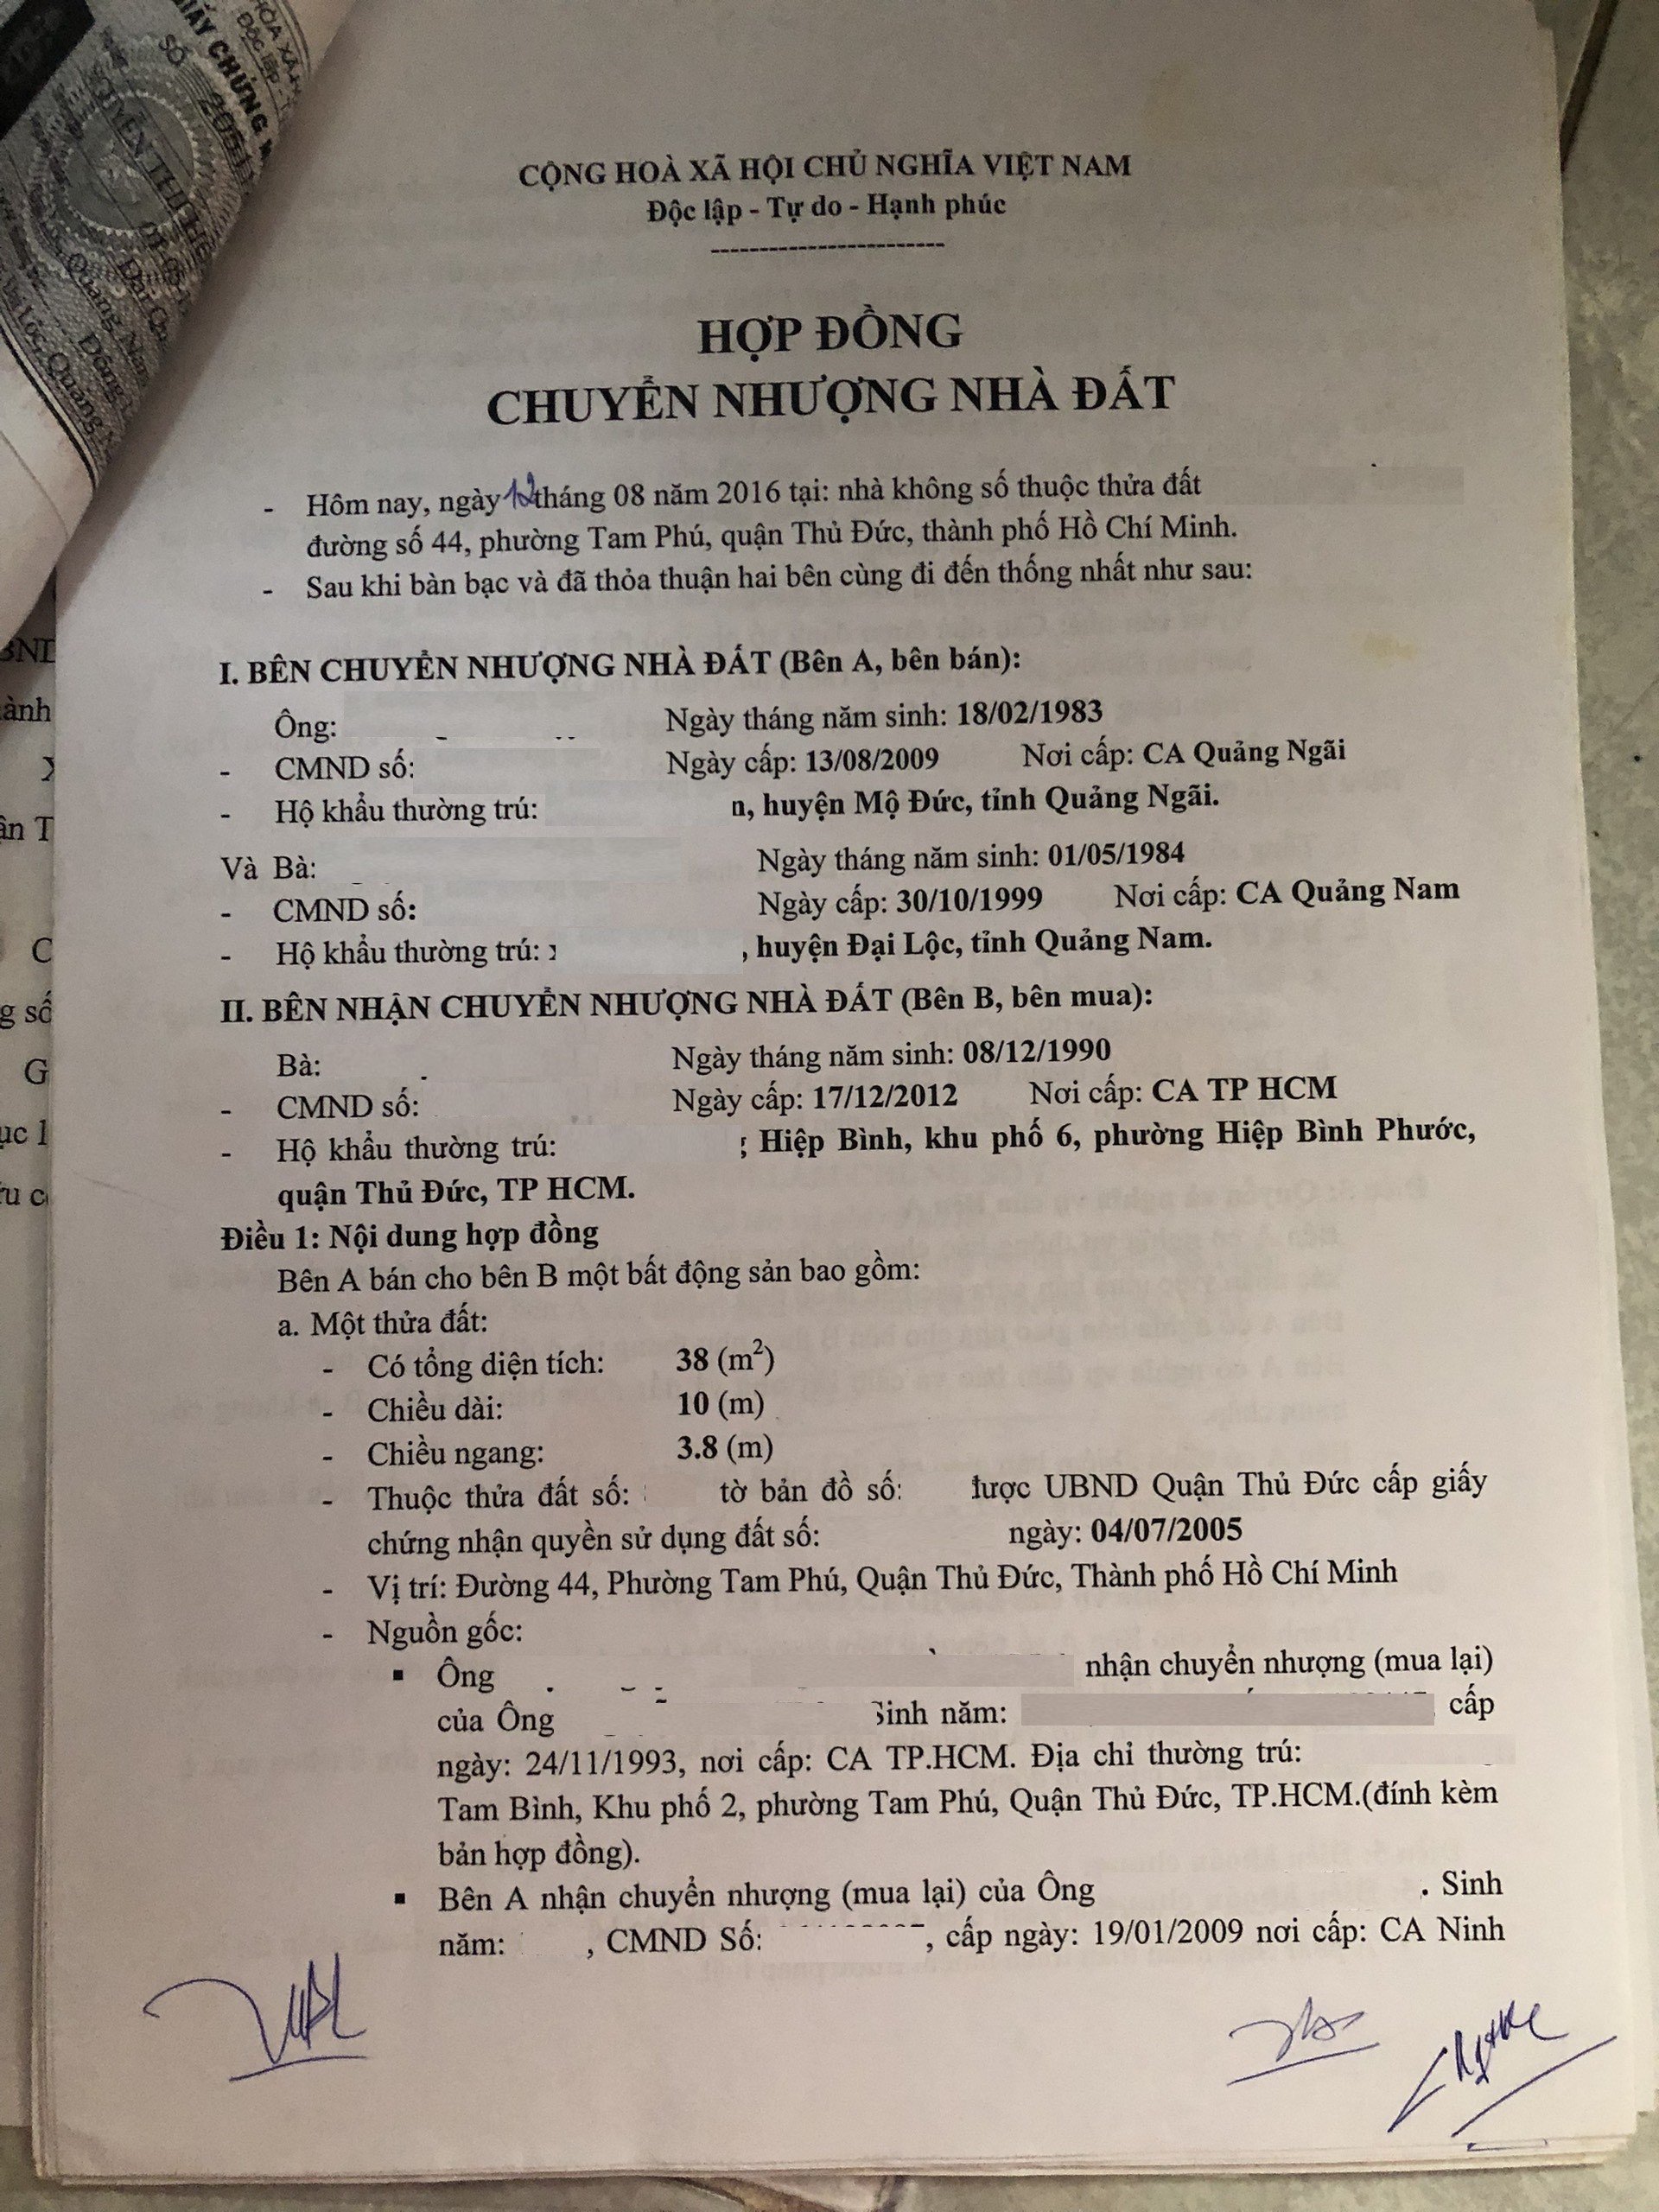 GIẤY CHỨNG M
SỐ
Độc lập - T
NGUYỄN THU H
CỘNG HOÀ XÃ HỘI CHỦ NGHĨA VIỆT NAM
Độc lập - Tự do - Hạnh phúc
------------------------
HỢP ĐỒNG
CHUYỂN NHƯỢNG NHÀ ĐẤT
- Hôm nay, ngày 12 tháng 08 năm 2016 tại: nhà không số thuộc thửa đất
đường số 44, phường Tam Phú, quận Thủ Đức, thành phố Hồ Chí Minh.
- Sau khi bàn bạc và đã thỏa thuận hai bên cùng đi đến thống nhất như sau:
I. BÊN CHUYỂN NHƯỢNG NHÀ ĐẤT (Bên A, bên bán):
Ông: Ngày tháng năm sinh: 18/02/1983
- CMND số: Ngày cấp: 13/08/2009 Nơi cấp: CA Quảng Ngãi
- Hộ khẩu thường trú: n, huyện Mộ Đức, tỉnh Quảng Ngãi.
Và Bà: Ngày tháng năm sinh: 01/05/1984
- CMND số: Ngày cấp: 30/10/1999 Nơi cấp: CA Quảng Nam
- Hộ khẩu thường trú: , huyện Đại Lộc, tỉnh Quảng Nam.
II. BÊN NHẬN CHUYỂN NHƯỢNG NHÀ ĐẤT (Bên B, bên mua):
Bà: Ngày tháng năm sinh: 08/12/1990
- CMND số: Ngày cấp: 17/12/2012 Nơi cấp: CA TP HCM
- Hộ khẩu thường trú: Hiệp Bình, khu phố 6, phường Hiệp Bình Phước,
quận Thủ Đức, TP HCM.
Điều 1: Nội dung hợp đồng
Bên A bán cho bên B một bất động sản bao gồm:
a. Một thửa đất:
- Có tổng diện tích: 38 (m²)
- Chiều dài: 10 (m)
- Chiều ngang: 3.8 (m)
- Thuộc thửa đất số: tờ bản đồ số: được UBND Quận Thủ Đức cấp giấy
chứng nhận quyền sử dụng đất số: ngày: 04/07/2005
- Vị trí: Đường 44, Phường Tam Phú, Quận Thủ Đức, Thành phố Hồ Chí Minh
- Nguồn gốc:
▪ Ông nhận chuyển nhượng (mua lại)
của Ông Sinh năm: cấp
ngày: 24/11/1993, nơi cấp: CA TP.HCM. Địa chỉ thường trú:
Tam Bình, Khu phố 2, phường Tam Phú, Quận Thủ Đức, TP.HCM.(đính kèm
bản hợp đồng).
▪ Bên A nhận chuyển nhượng (mua lại) của Ông . Sinh
năm: , CMND Số: , cấp ngày: 19/01/2009 nơi cấp: CA Ninh